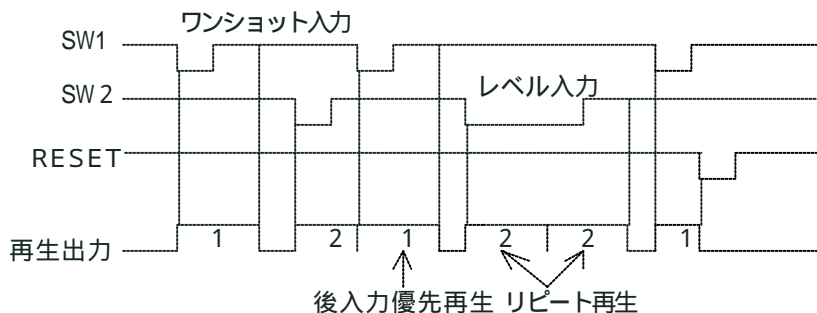 ワンショット入力
SW1
レベル入力
SW2
RESET
再生出力
1 2 1 2 2 1
後入力優先再生 リピート再生